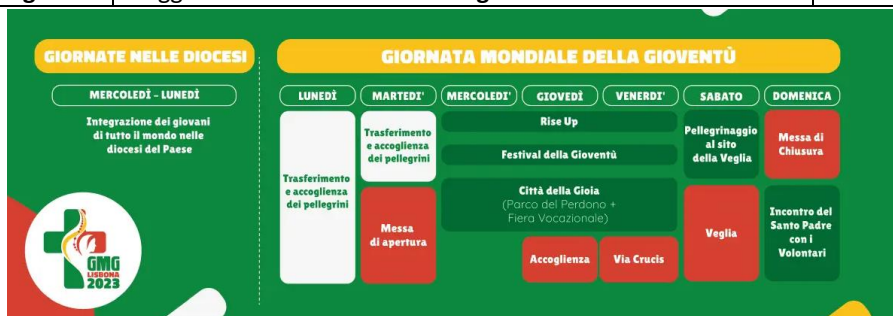 GIORNATE NELLE DIOCESI
MERCOLEDÌ - LUNEDÌ
Integrazione dei giovani
di tutto il mondo nelle
diocesi del Paese
GMG
LISBONA
2023
GIORNATA MONDIALE DELLA GIOVENTÙ
LUNEDÌ
MARTEDI'
MERCOLEDI'
GIOVEDÌ
VENERDI'
SABATO
DOMENICA
Trasferimento
e accoglienza
dei pellegrini
Trasferimento
e accoglienza
dei pellegrini
Messa
di apertura
Rise Up
Festival della Gioventù
Città della Gioia
(Parco del Perdono +
Fiera Vocazionale)
Accoglienza
Via Crucis
Pellegrinaggio
al sito
della Veglia
Veglia
Messa di
Chiusura
Incontro del
Santo Padre
con i
Volontari